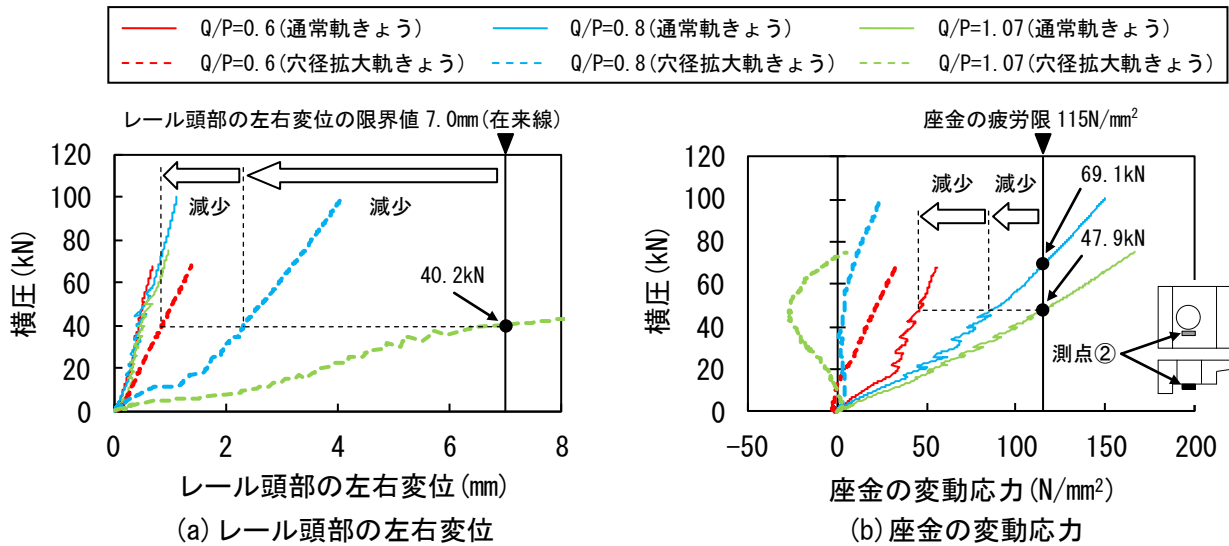 Q/P=0.6(通常軌きょう) Q/P=0.8(通常軌きょう) Q/P=1.07(通常軌きょう)
Q/P=0.6(穴径拡大軌きょう) Q/P=0.8(穴径拡大軌きょう) Q/P=1.07(穴径拡大軌きょう)
レール頭部の左右変位の限界値 7.0mm(在来線)
120
100
80
60
40
20
0
横圧(kN)
減少
減少
40.2kN
0 2 4 6 8
レール頭部の左右変位(mm)
(a)レール頭部の左右変位
座金の疲労限 115N/mm²
120
100
80
60
40
20
0
横圧(kN)
減少 減少
69.1kN
47.9kN
測点②
-50 0 50 100 150 200
座金の変動応力(N/mm²)
(b)座金の変動応力